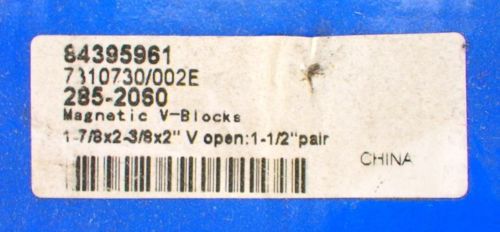 84395961
7310730/002E
285-2060
Magnetic V-Blocks
1-7/8x2-3/8x2" V open:1-1/2"pair
CHINA